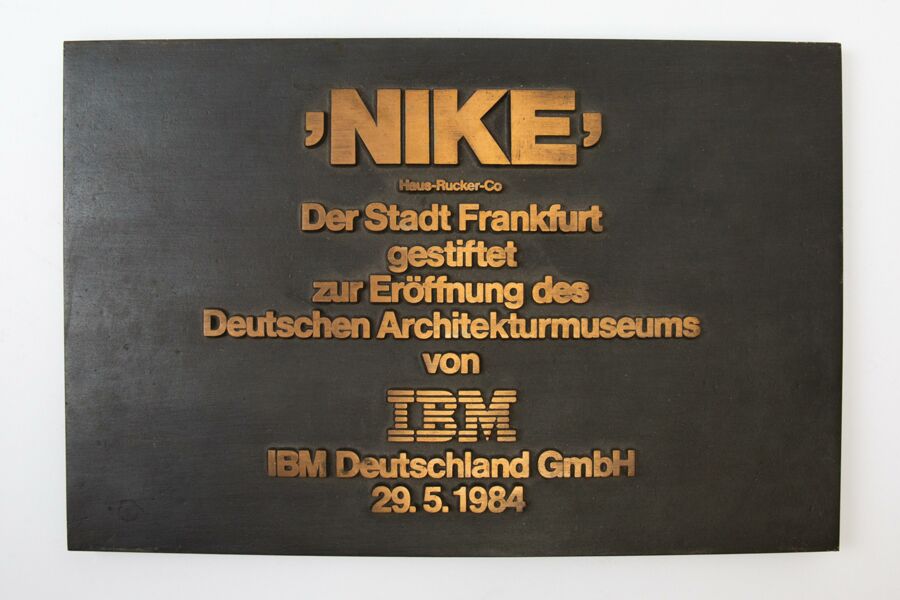 ’NIKE’
Haus-Rucker-Co
Der Stadt Frankfurt
gestiftet
zur Eröffnung des
Deutschen Architekturmuseums
von
IBM
IBM Deutschland GmbH
29. 5. 1984